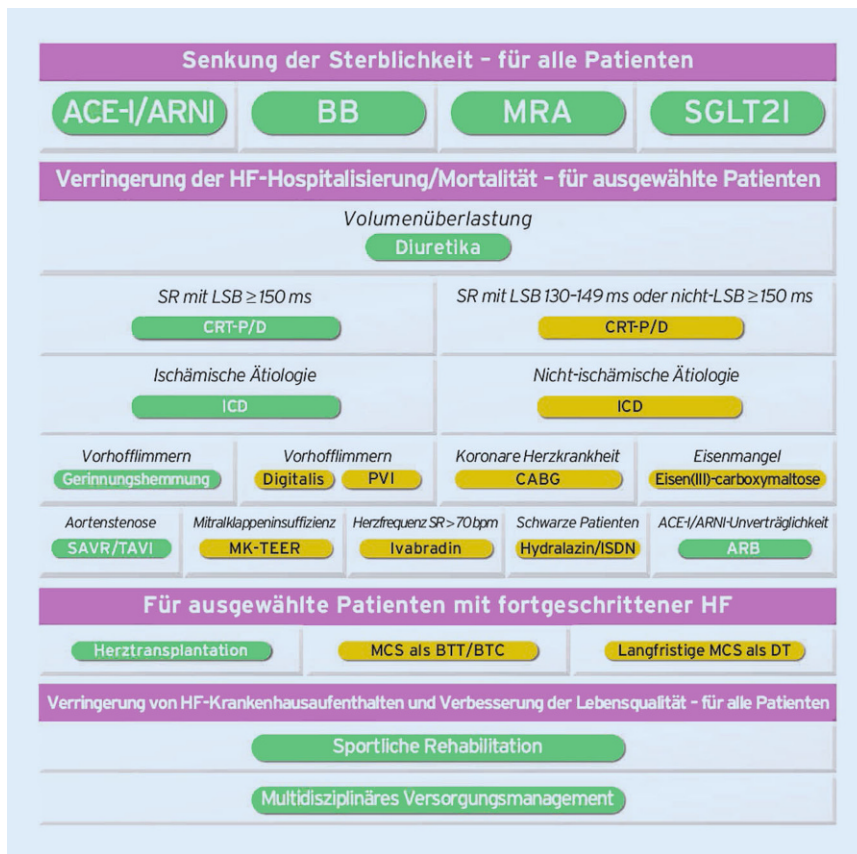 Senkung der Sterblichkeit – für alle Patienten
ACE-I/ARNI BB MRA SGLT2I
Verringerung der HF-Hospitalisierung/Mortalität – für ausgewählte Patienten
Volumenüberlastung
Diuretika
SR mit LSB ≥ 150 ms SR mit LSB 130–149 ms oder nicht-LSB ≥ 150 ms
CRT-P/D CRT-P/D
Ischämische Ätiologie Nicht-ischämische Ätiologie
ICD ICD
Vorhofflimmern Vorhofflimmern Koronare Herzkrankheit Eisenmangel
Gerinnungshemmung Digitalis PVI CABG Eisen(III)-carboxymaltose
Aortenstenose Mitralklappeninsuffizienz Herzfrequenz SR > 70 bpm Schwarze Patienten ACE-I/ARNI-Unverträglichkeit
SAVR/TAVI MK-TEER Ivabradin Hydralazin/ISDN ARB
Für ausgewählte Patienten mit fortgeschrittener HF
Herztransplantation MCS als BTT/BTC Langfristige MCS als DT
Verringerung von HF-Krankenhausaufenthalten und Verbesserung der Lebensqualität – für alle Patienten
Sportliche Rehabilitation
Multidisziplinäres Versorgungsmanagement